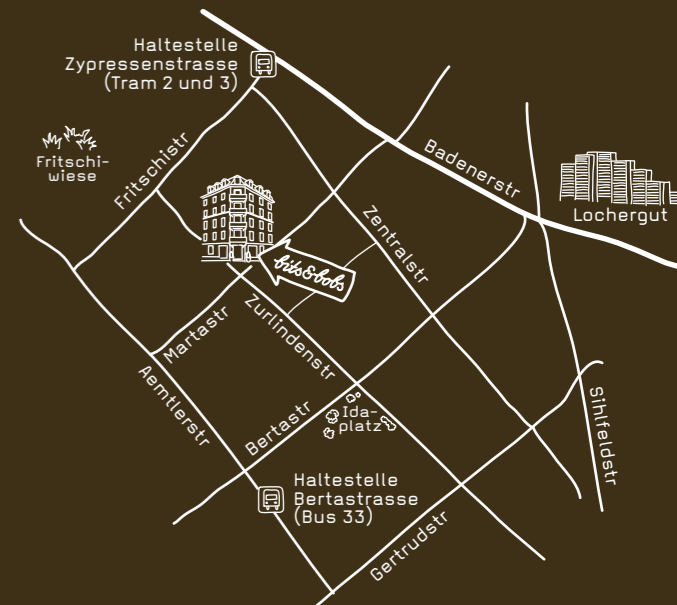 Haltestelle
Zypressenstrasse
(Tram 2 und 3)
Badenerstr
Fritschi-
wiese
Fritschistr
Lochergut
Zentralstr
bits&bobs
Zurlindenstr
Martastr
Aemtlerstr
Ida-
platz
Bertastr
Sihlfeldstr
Haltestelle
Bertastrasse
(Bus 33)
Gertrudstr